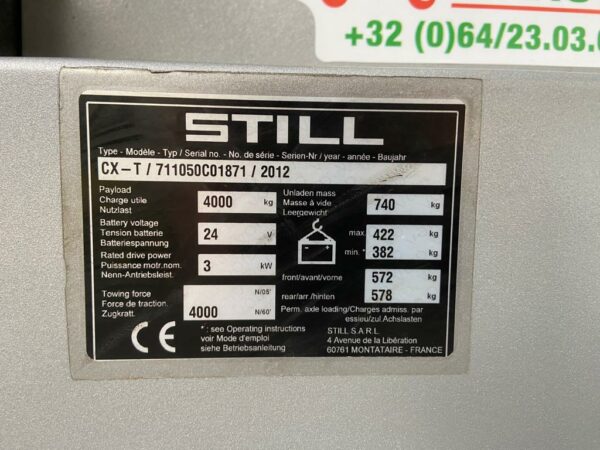 +32 (0)64/23.03.0
STILL
Type - Modèle - Typ / Serial no. - No. de série - Serien-Nr / year - année - Baujahr
CX-T / 711050C01871 / 2012
Payload
Charge utile
Nutzlast
4000 kg
Unladen mass
Masse à vide
Leergewicht
740 kg
Battery voltage
Tension batterie
Batteriespannung
24 V
max 422 kg
min. * 382 kg
Rated drive power
Puissance motr.nom.
Nenn-Antriebsleist.
3 kW
front/avant/vorne 572 kg
rear/arr./hinten 578 kg
Towing force
Force de traction.
Zugkraft.
N/05'
4000 N/60'
Perm. axle loading/Charges admiss. par
essieu/zul.Achslasten
CE
* : see Operating instructions
voir Mode d'emploi
siehe Betriebsanleitung
STILL S.A.R.L
4 Avenue de la Libération
60761 MONTATAIRE - FRANCE